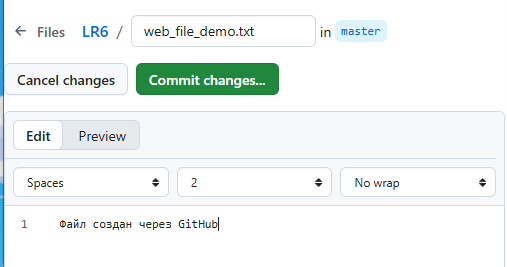 Files LR6 / web_file_demo.txt in master
Cancel changes Commit changes...
Edit Preview
Spaces 2 No wrap
1 Файл создан через GitHub